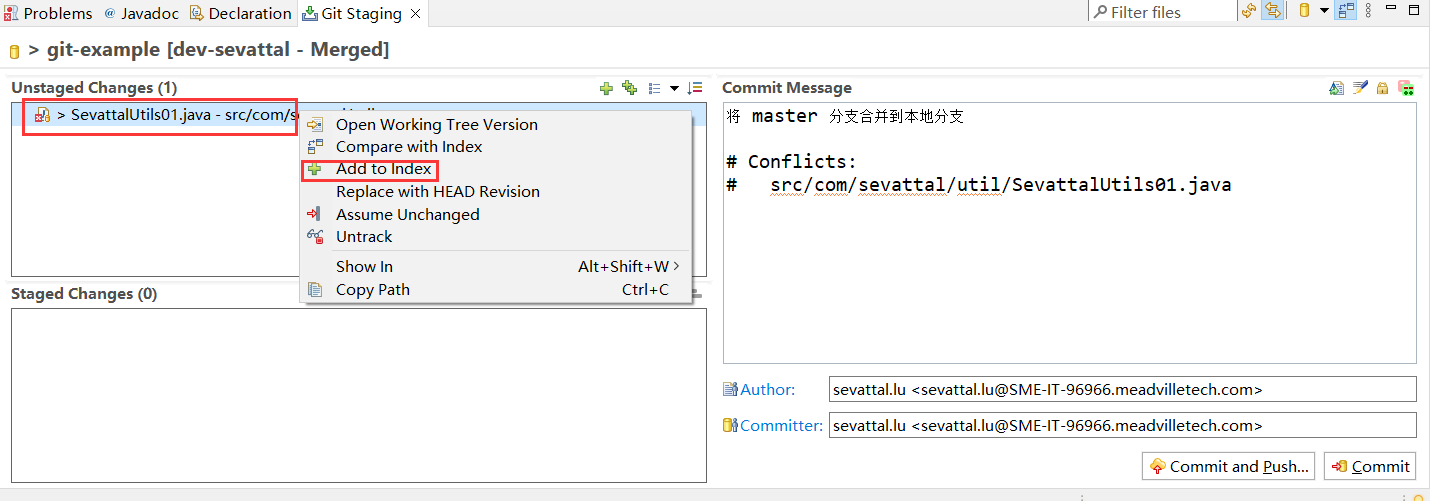 Problems @ Javadoc Declaration Git Staging
Filter files
> git-example [dev-sevattal - Merged]
Unstaged Changes (1)
> SevattalUtils01.java - src/com/s
Open Working Tree Version
Compare with Index
Add to Index
Replace with HEAD Revision
Assume Unchanged
Untrack
Show In Alt+Shift+W >
Copy Path Ctrl+C
Staged Changes (0)
Commit Message
将 master 分支合并到本地分支
# Conflicts:
# src/com/sevattal/util/SevattalUtils01.java
Author: sevattal.lu <sevattal.lu@SME-IT-96966.meadvilletech.com>
Committer: sevattal.lu <sevattal.lu@SME-IT-96966.meadvilletech.com>
Commit and Push... Commit